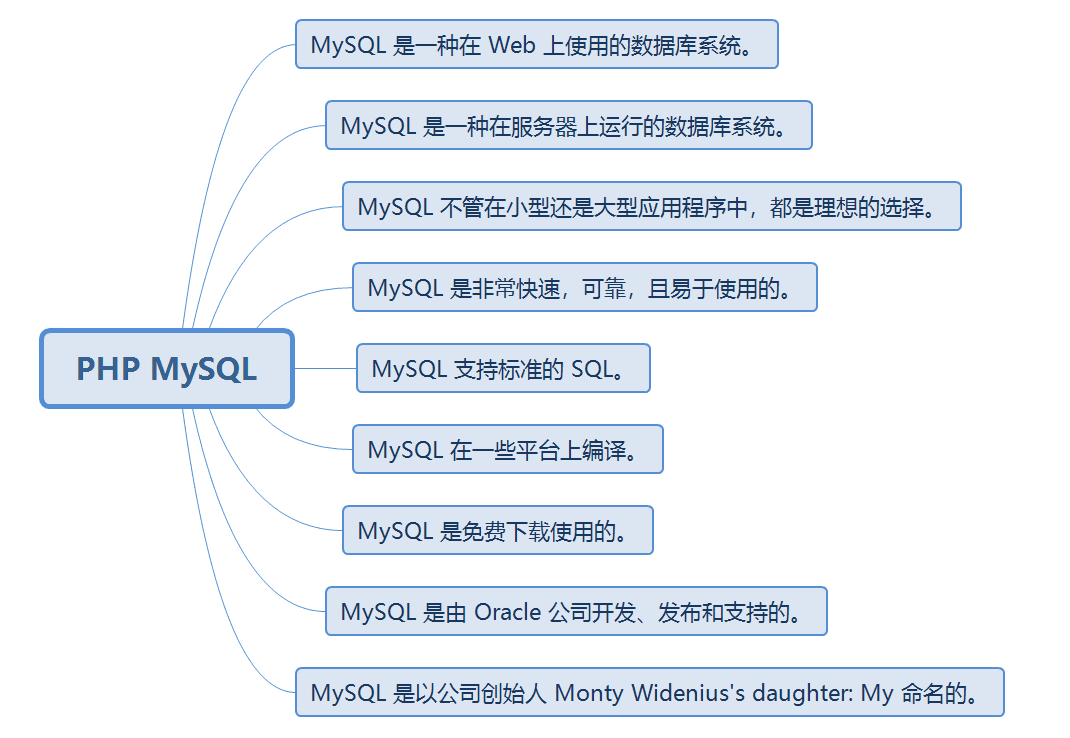 MySQL 是一种在 Web 上使用的数据库系统。
MySQL 是一种在服务器上运行的数据库系统。
MySQL 不管在小型还是大型应用程序中，都是理想的选择。
MySQL 是非常快速，可靠，且易于使用的。
PHP MySQL
MySQL 支持标准的 SQL。
MySQL 在一些平台上编译。
MySQL 是免费下载使用的。
MySQL 是由 Oracle 公司开发、发布和支持的。
MySQL 是以公司创始人 Monty Widenius's daughter: My 命名的。